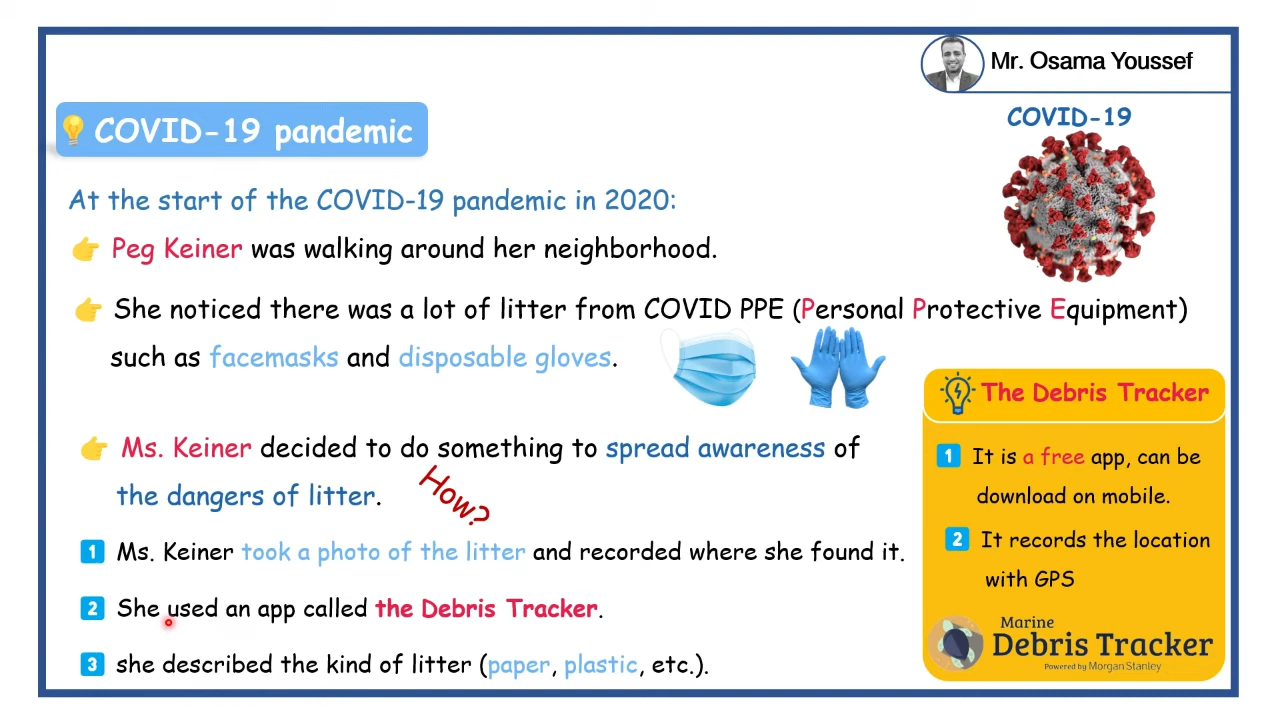 Mr. Osama Youssef
COVID-19 pandemic
COVID-19
At the start of the COVID-19 pandemic in 2020:
Peg Keiner was walking around her neighborhood.
She noticed there was a lot of litter from COVID PPE (Personal Protective Equipment)
such as facemasks and disposable gloves.
Ms. Keiner decided to do something to spread awareness of
the dangers of litter.
How?
1 Ms. Keiner took a photo of the litter and recorded where she found it.
2 She used an app called the Debris Tracker.
3 she described the kind of litter (paper, plastic, etc.).
The Debris Tracker
1 It is a free app, can be
download on mobile.
2 It records the location
with GPS
Marine
Debris Tracker
Powered by Morgan Stanley